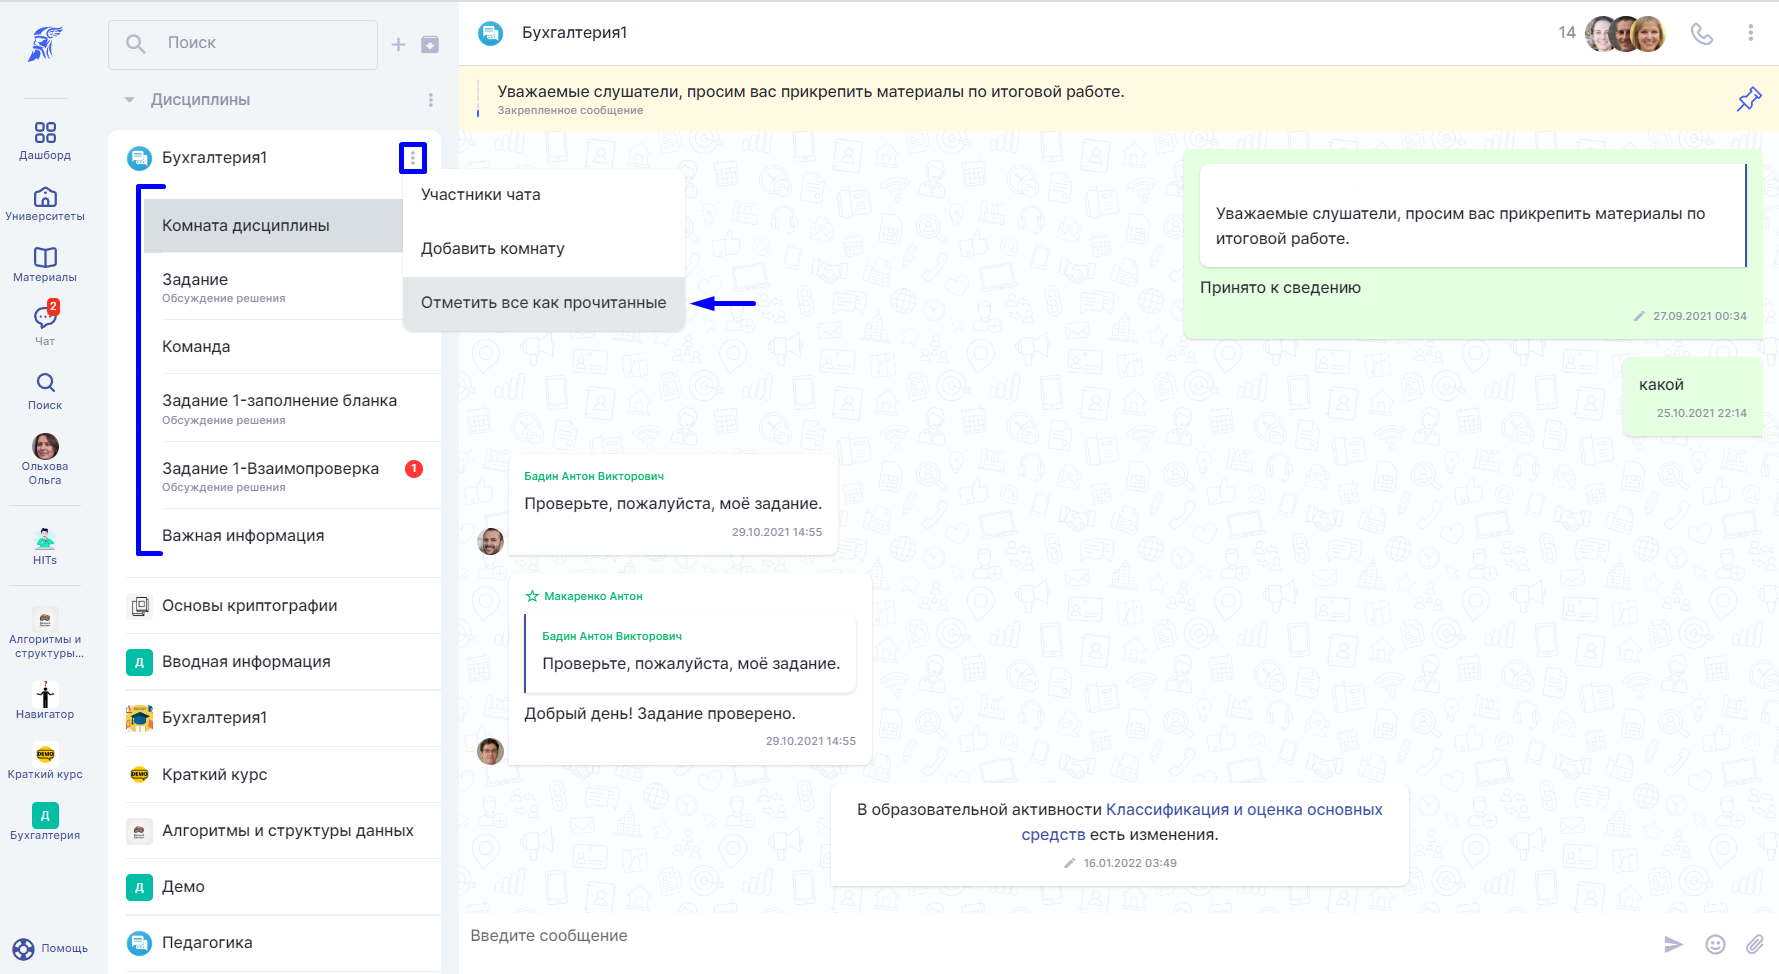 Дашборд
Университеты
Материалы
2
Чат
Поиск
Ольхова
Ольга
HITs
Алгоритмы и
структуры...
Навигатор
DEMO
Краткий курс
Д
Бухгалтерия
Помощь
Поиск
Дисциплины
Бухгалтерия1
Комната дисциплины
Задание
Обсуждение решения
Команда
Задание 1-заполнение бланка
Обсуждение решения
Задание 1-Взаимопроверка
1
Обсуждение решения
Важная информация
Основы криптографии
Д
Вводная информация
Бухгалтерия1
DEMO
Краткий курс
Алгоритмы и структуры данных
Д
Демо
Педагогика
Участники чата
Добавить комнату
Отметить все как прочитанные
Бухгалтерия1
14
Уважаемые слушатели, просим вас прикрепить материалы по итоговой работе.
Закрепленное сообщение
Уважаемые слушатели, просим вас прикрепить материалы по
итоговой работе.
Принято к сведению
27.09.2021 00:34
какой
25.10.2021 22:14
Бадин Антон Викторович
Проверьте, пожалуйста, моё задание.
29.10.2021 14:55
Макаренко Антон
Бадин Антон Викторович
Проверьте, пожалуйста, моё задание.
Добрый день! Задание проверено.
29.10.2021 14:55
В образовательной активности Классификация и оценка основных
средств есть изменения.
16.01.2022 03:49
Введите сообщение